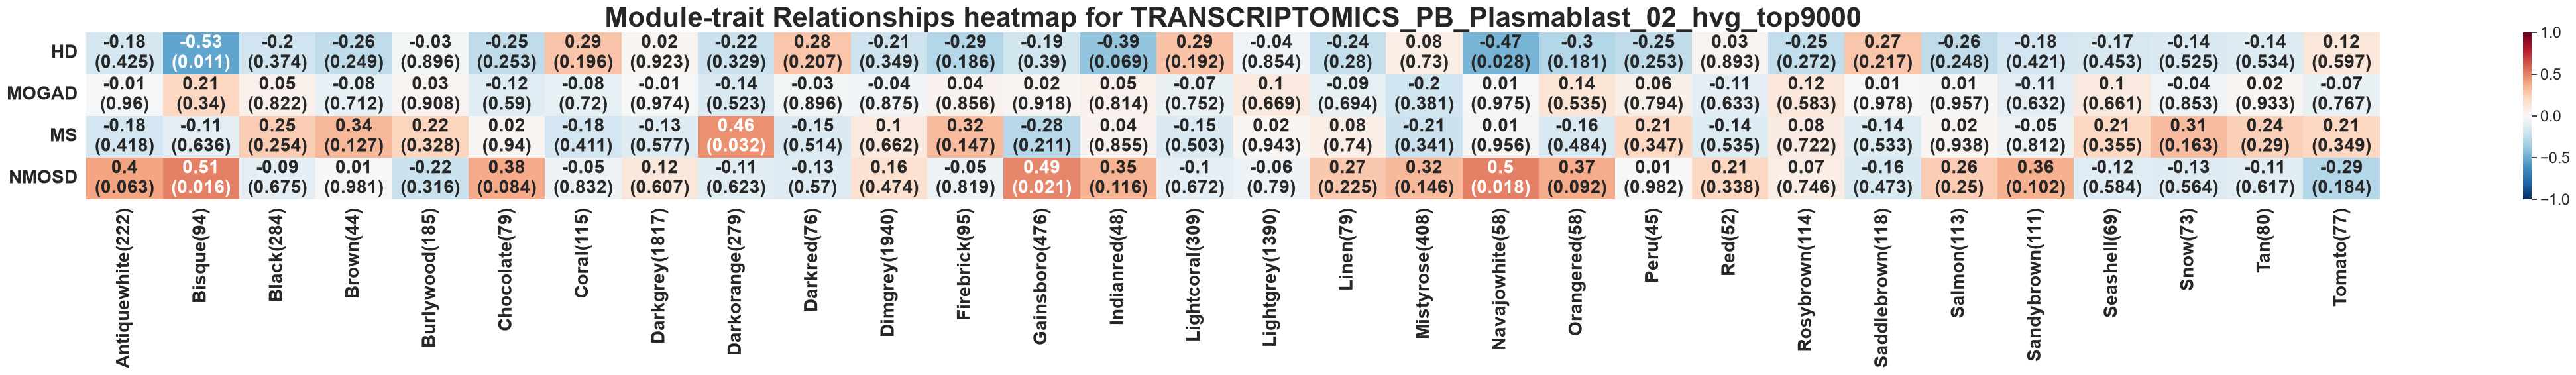 Module-trait Relationships heatmap for TRANSCRIPTOMICS_PB_Plasmablast_02_hvg_top9000
HD
-0.18 -0.53 -0.2 -0.26 -0.03 -0.25 0.29 0.02 -0.22 0.28 -0.21 -0.29 -0.19 -0.39 0.29 -0.04 -0.24 0.08 -0.47 -0.3 -0.25 0.03 -0.25 0.27 -0.26 -0.18 -0.17 -0.14 -0.14 0.12
(0.425) (0.011) (0.374) (0.249) (0.896) (0.253) (0.196) (0.923) (0.329) (0.207) (0.349) (0.186) (0.39) (0.069) (0.192) (0.854) (0.28) (0.73) (0.028) (0.181) (0.253) (0.893) (0.272) (0.217) (0.248) (0.421) (0.453) (0.525) (0.534) (0.597)
MOGAD
-0.01 0.21 0.05 -0.08 0.03 -0.12 -0.08 -0.01 -0.14 -0.03 -0.04 0.04 0.02 0.05 -0.07 0.1 -0.09 -0.2 0.01 0.14 0.06 -0.11 0.12 0.01 0.01 -0.11 0.1 -0.04 0.02 -0.07
(0.96) (0.34) (0.822) (0.712) (0.908) (0.59) (0.72) (0.974) (0.523) (0.896) (0.875) (0.856) (0.918) (0.814) (0.752) (0.669) (0.694) (0.381) (0.975) (0.535) (0.794) (0.633) (0.583) (0.978) (0.957) (0.632) (0.661) (0.853) (0.933) (0.767)
MS
-0.18 -0.11 0.25 0.34 0.22 0.02 -0.18 -0.13 0.46 -0.15 0.1 0.32 -0.28 0.04 -0.15 0.02 0.08 -0.21 0.01 -0.16 0.21 -0.14 0.08 -0.14 0.02 -0.05 0.21 0.31 0.24 0.21
(0.418) (0.636) (0.254) (0.127) (0.328) (0.94) (0.411) (0.577) (0.032) (0.514) (0.662) (0.147) (0.211) (0.855) (0.503) (0.943) (0.74) (0.341) (0.956) (0.484) (0.347) (0.535) (0.722) (0.533) (0.938) (0.812) (0.355) (0.163) (0.29) (0.349)
NMOSD
0.4 0.51 -0.09 0.01 -0.22 0.38 -0.05 0.12 -0.11 -0.13 0.16 -0.05 0.49 0.35 -0.1 -0.06 0.27 0.32 0.5 0.37 0.01 0.21 0.07 -0.16 0.26 0.36 -0.12 -0.13 -0.11 -0.29
(0.063) (0.016) (0.675) (0.981) (0.316) (0.084) (0.832) (0.607) (0.623) (0.57) (0.474) (0.819) (0.021) (0.116) (0.672) (0.79) (0.225) (0.146) (0.018) (0.092) (0.982) (0.338) (0.746) (0.473) (0.25) (0.102) (0.584) (0.564) (0.617) (0.184)
Antiquewhite(222)
Bisque(94)
Black(284)
Brown(44)
Burlywood(185)
Chocolate(79)
Coral(115)
Darkgrey(1817)
Darkorange(279)
Darkred(76)
Dimgrey(1940)
Firebrick(95)
Gainsboro(476)
Indianred(48)
Lightcoral(309)
Lightgrey(1390)
Linen(79)
Mistyrose(408)
Navajowhite(58)
Orangered(58)
Peru(45)
Red(52)
Rosybrown(114)
Saddlebrown(118)
Salmon(113)
Sandybrown(111)
Seashell(69)
Snow(73)
Tan(80)
Tomato(77)
1.0
0.5
0.0
−0.5
−1.0